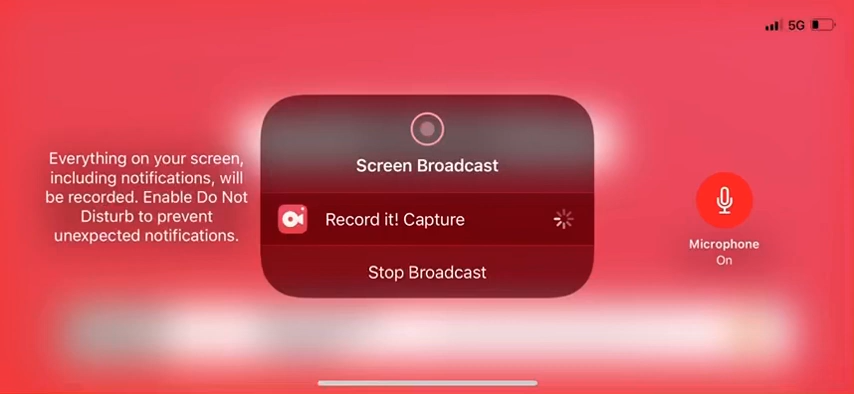 5G
Everything on your screen,
including notifications, will
be recorded. Enable Do Not
Disturb to prevent
unexpected notifications.
Screen Broadcast
Record it! Capture
Stop Broadcast
Microphone
On